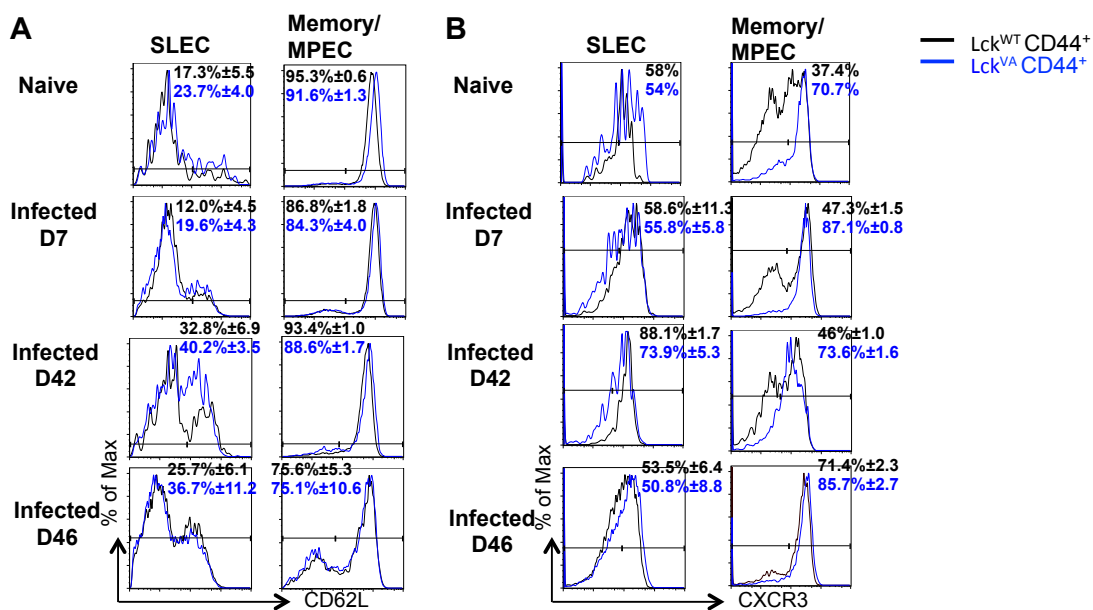 A
SLEC
Memory/
MPEC
Naive
17.3%±5.5
23.7%±4.0
95.3%±0.6
91.6%±1.3
Infected
D7
12.0%±4.5
19.6%±4.3
86.8%±1.8
84.3%±4.0
Infected
D42
32.8%±6.9
40.2%±3.5
93.4%±1.0
88.6%±1.7
Infected
D46
25.7%±6.1
36.7%±11.2
75.6%±5.3
75.1%±10.6
% of Max
CD62L
B
SLEC
Memory/
MPEC
Naive
58%
54%
37.4%
70.7%
Infected
D7
58.6%±11.3
55.8%±5.8
47.3%±1.5
87.1%±0.8
Infected
D42
88.1%±1.7
73.9%±5.3
46%±1.0
73.6%±1.6
Infected
D46
53.5%±6.4
50.8%±8.8
71.4%±2.3
85.7%±2.7
% of Max
CXCR3
Lck^WT CD44^+
Lck^VA CD44^+